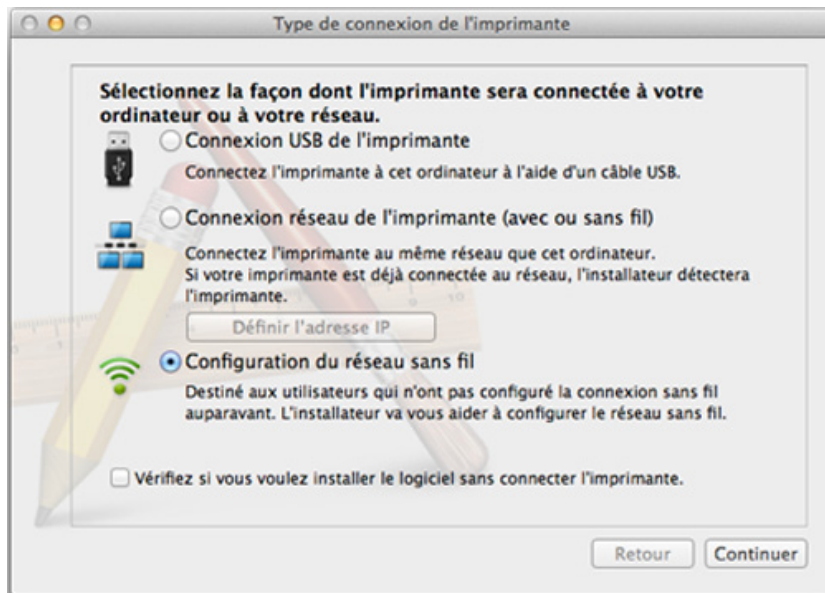 Type de connexion de l'imprimante
Sélectionnez la façon dont l'imprimante sera connectée à votre
ordinateur ou à votre réseau.
Connexion USB de l'imprimante
Connectez l'imprimante à cet ordinateur à l'aide d'un câble USB.
Connexion réseau de l'imprimante (avec ou sans fil)
Connectez l'imprimante au même réseau que cet ordinateur.
Si votre imprimante est déjà connectée au réseau, l'installateur détectera
l'imprimante.
Définir l'adresse IP
Configuration du réseau sans fil
Destiné aux utilisateurs qui n'ont pas configuré la connexion sans fil
auparavant. L'installateur va vous aider à configurer le réseau sans fil.
Vérifiez si vous voulez installer le logiciel sans connecter l'imprimante.
Retour
Continuer